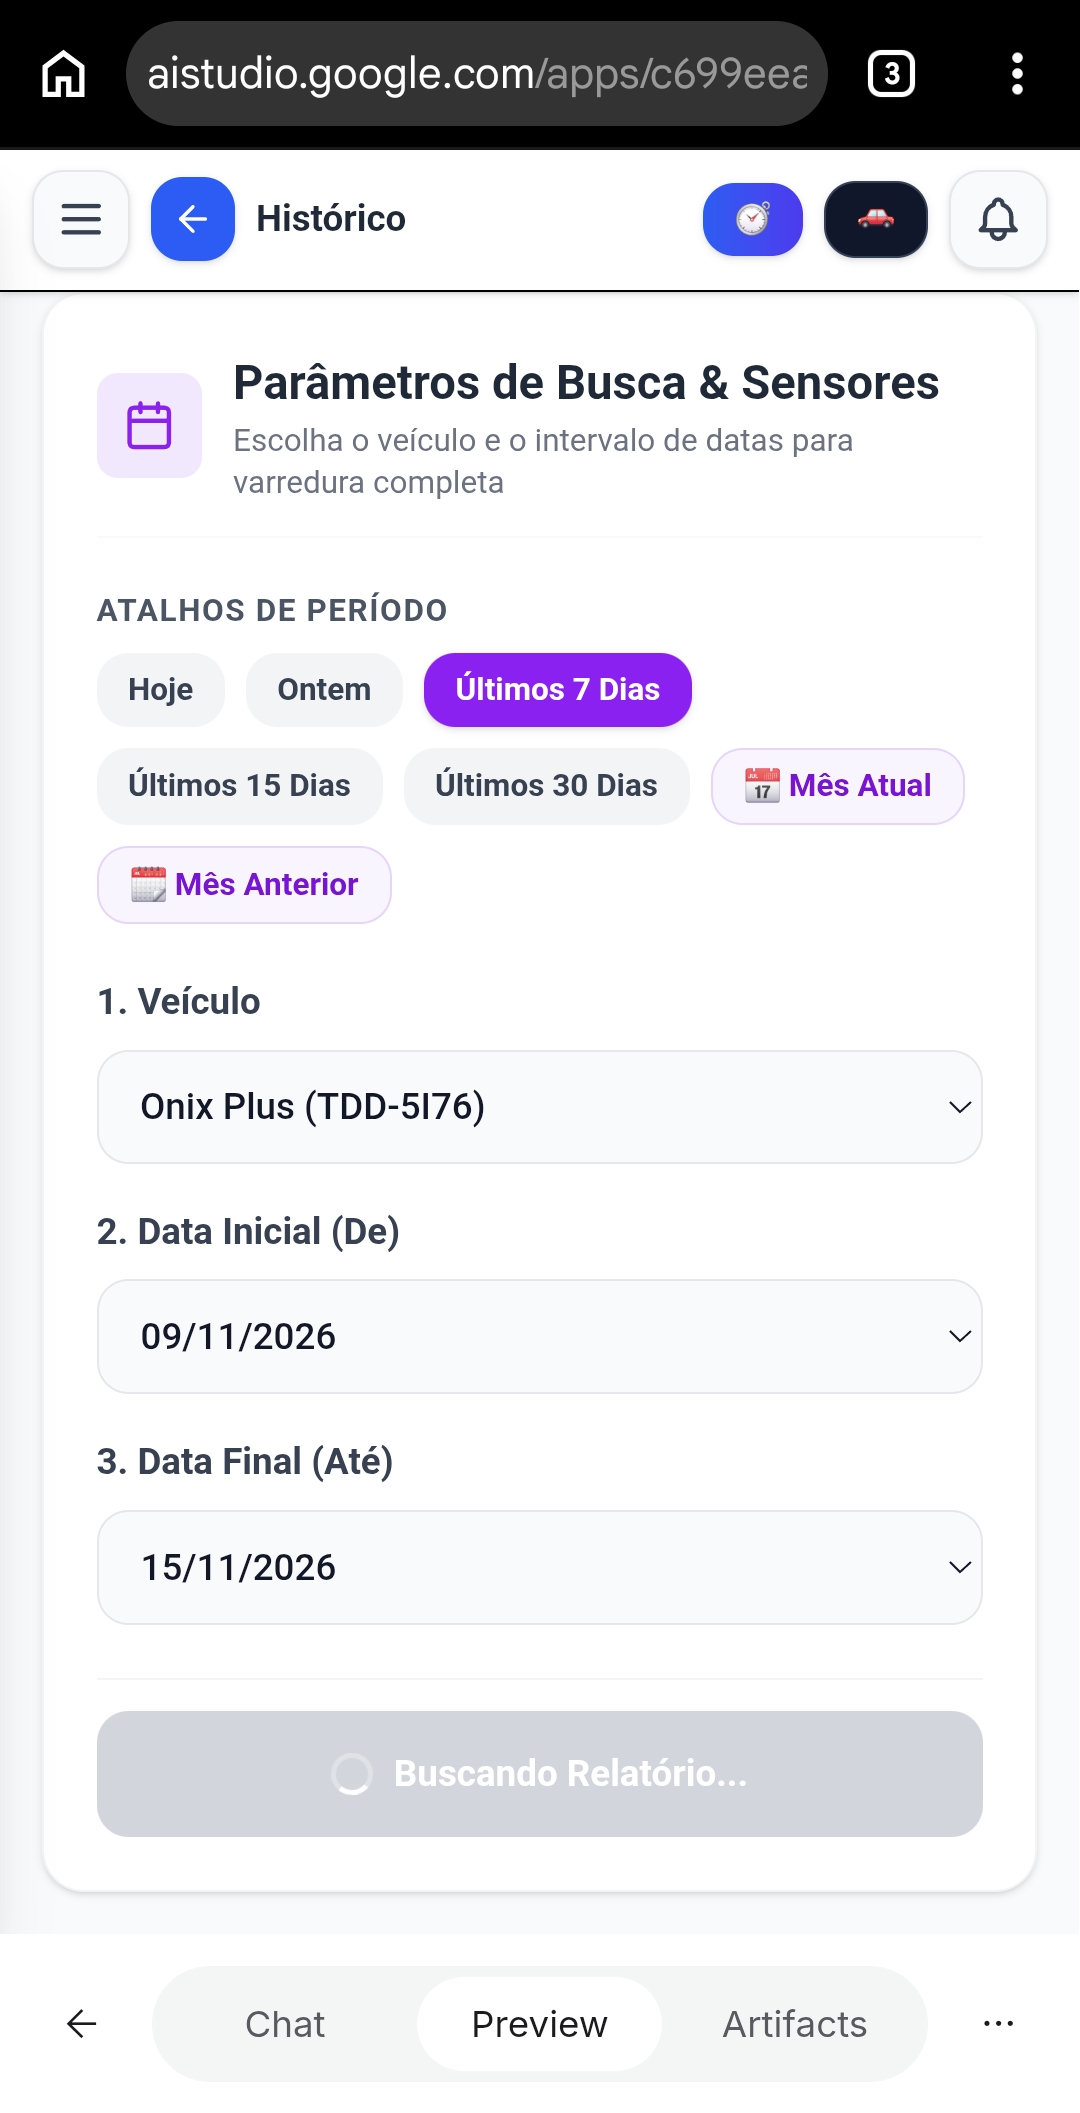 aistudio.google.com/apps/c699eea
3
Histórico
Parâmetros de Busca & Sensores
Escolha o veículo e o intervalo de datas para
varredura completa
ATALHOS DE PERÍODO
Hoje
Ontem
Últimos 7 Dias
Últimos 15 Dias
Últimos 30 Dias
JUL 17 Mês Atual
Mês Anterior
1. Veículo
Onix Plus (TDD-5I76)
2. Data Inicial (De)
09/11/2026
3. Data Final (Até)
15/11/2026
Buscando Relatório...
Chat
Preview
Artifacts